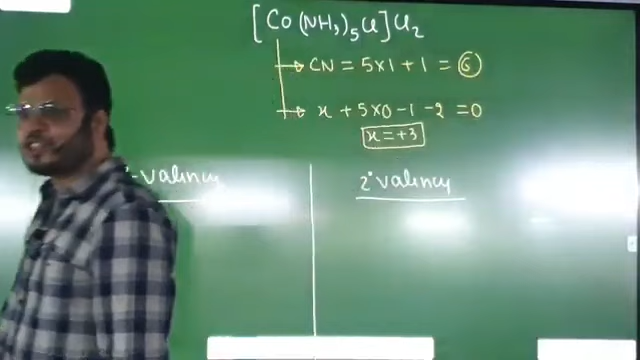 [Co(NH3)5Cl]Cl2
→ CN = 5×1 + 1 = 6
→ x + 5×0 - 1 - 2 = 0
x = +3
valency
2° valency